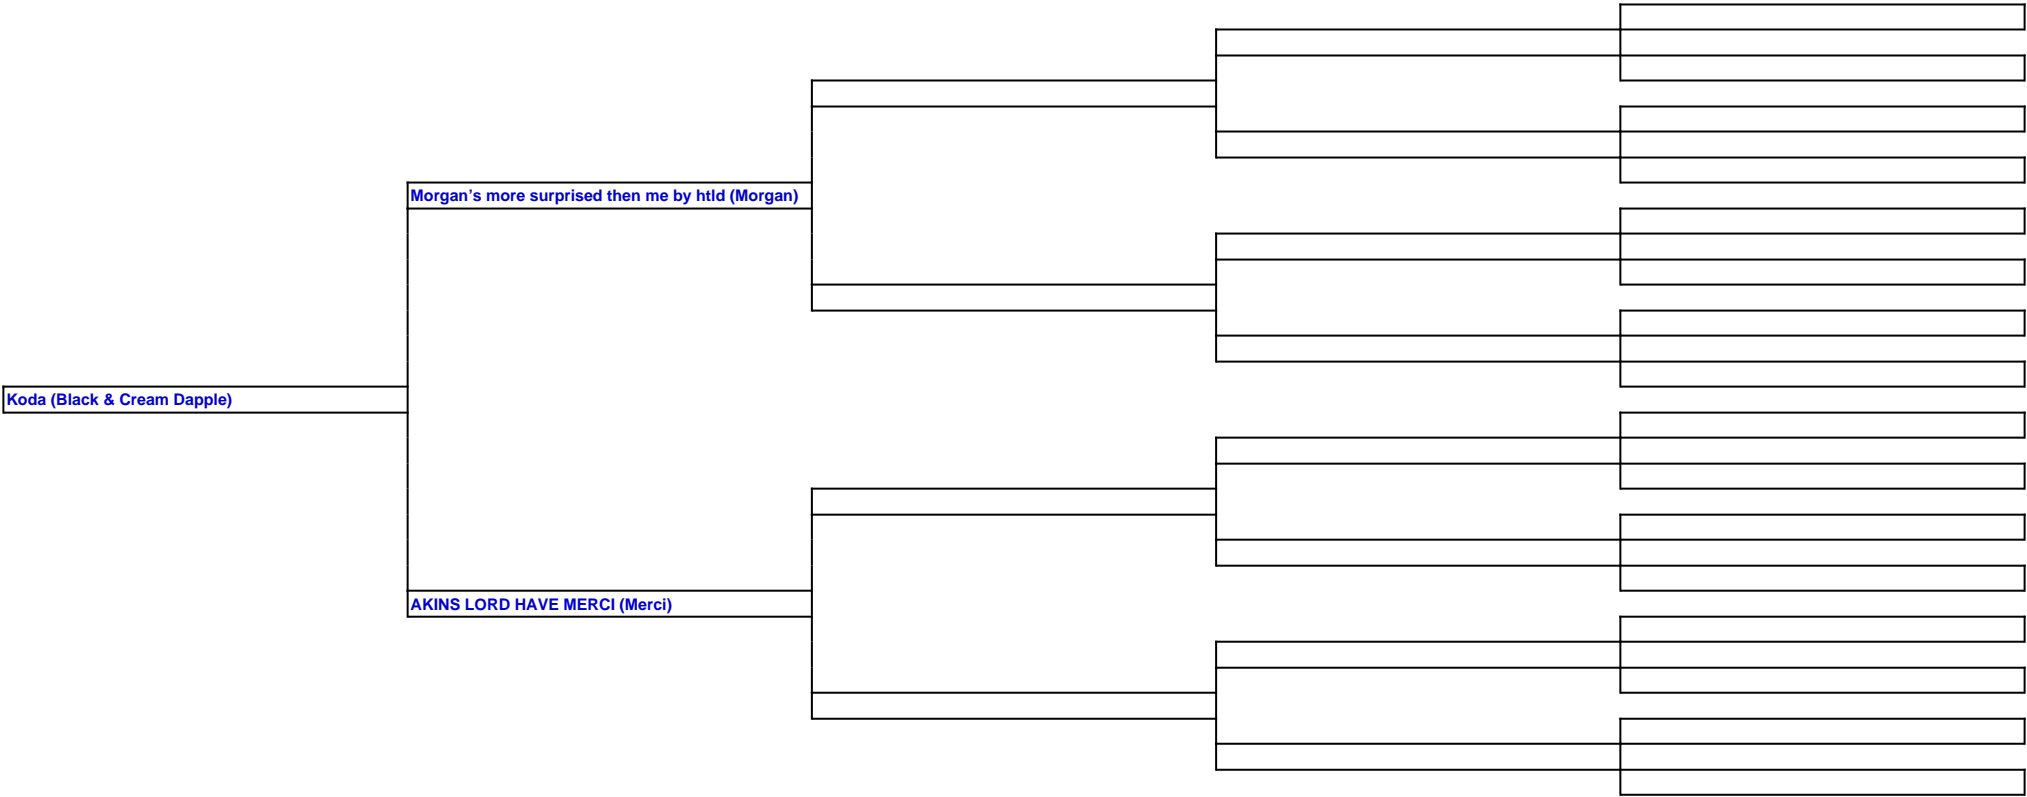 Morgan’s more surprised then me by htld (Morgan)
Koda (Black & Cream Dapple)
AKINS LORD HAVE MERCI (Merci)